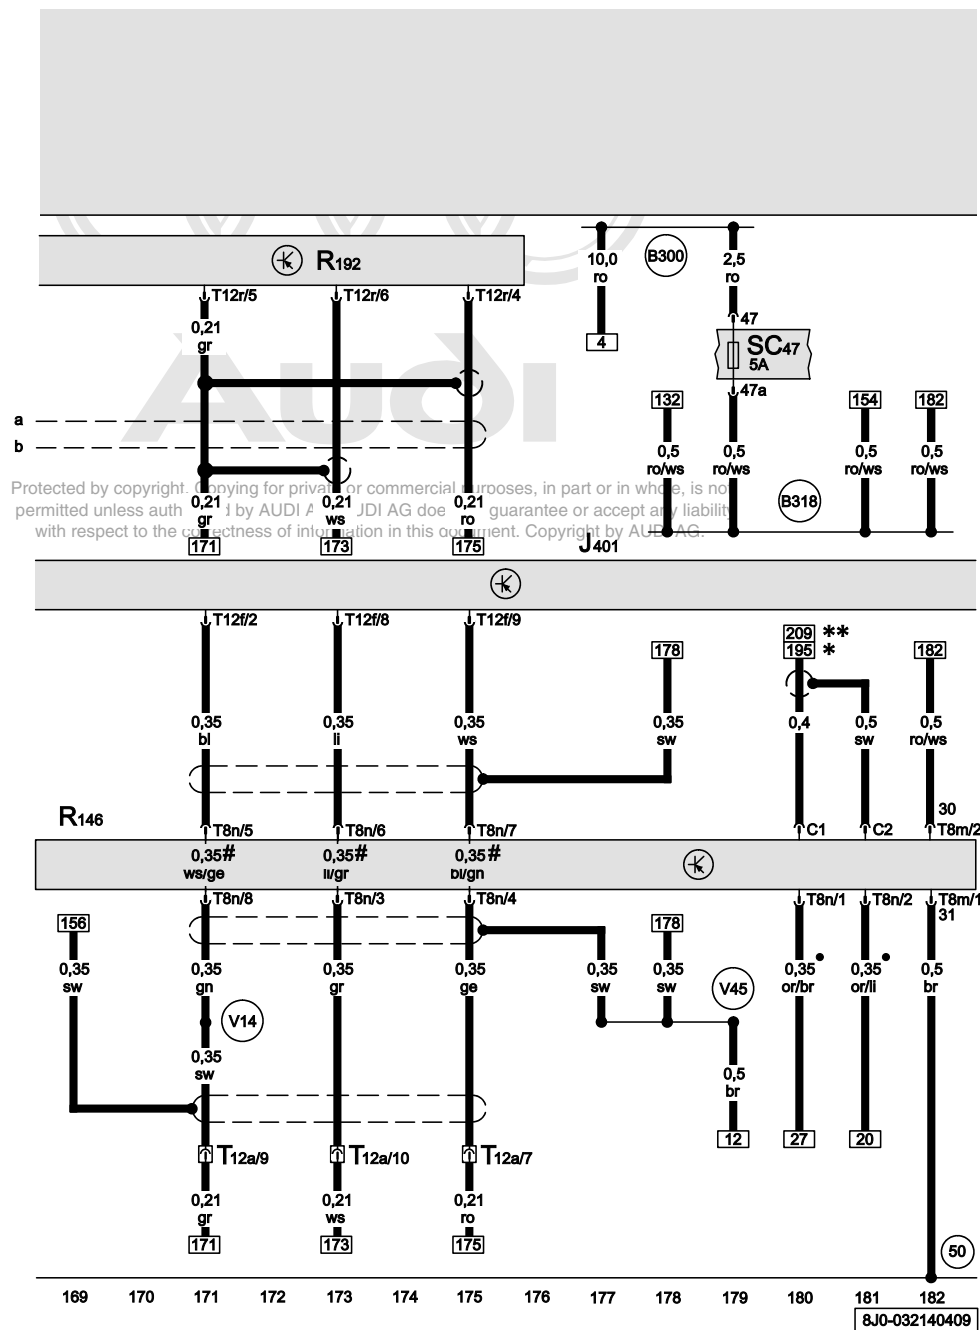 R192
T12r/5 T12r/6 T12r/4
10,0
ro
B300
2,5
ro
0,21
gr
4
47
SC47
5A
47a
Audi
132 154 182
a
b
0,5 0,5 0,5 0,5
ro/ws ro/ws ro/ws ro/ws
0,21 0,21 0,21
gr ws ro
B318
Protected by copyright. Copying for private or commercial purposes, in part or in whole, is not
permitted unless auth d by AUDI A UDI AG doe guarantee or accept any liability
with respect to the correctness of information in this document. Copyright by AUDI AG.
171 173 175
J401
T12f/2 T12f/8 T12f/9
209 **
195 *
178 182
0,35 0,35 0,35 0,35 0,4 0,5 0,5
bl li ws sw sw ro/ws
R146
30
T8n/5 T8n/6 T8n/7 C1 C2 T8m/2
0,35# 0,35# 0,35#
ws/ge li/gr bl/gn
T8n/8 T8n/3 T8n/4 T8n/1 T8n/2 T8m/1
31
156 178
0,35 0,35 0,35 0,35 0,35 0,35 0,35 0,35 0,5
sw gn gr ge sw sw or/br or/li br
V45
V14
0,35
sw
0,5
br
12 27 20
T12a/9 T12a/10 T12a/7
0,21 0,21 0,21
gr ws ro
171 173 175
50
169 170 171 172 173 174 175 176 177 178 179 180 181 182
8J0-032140409